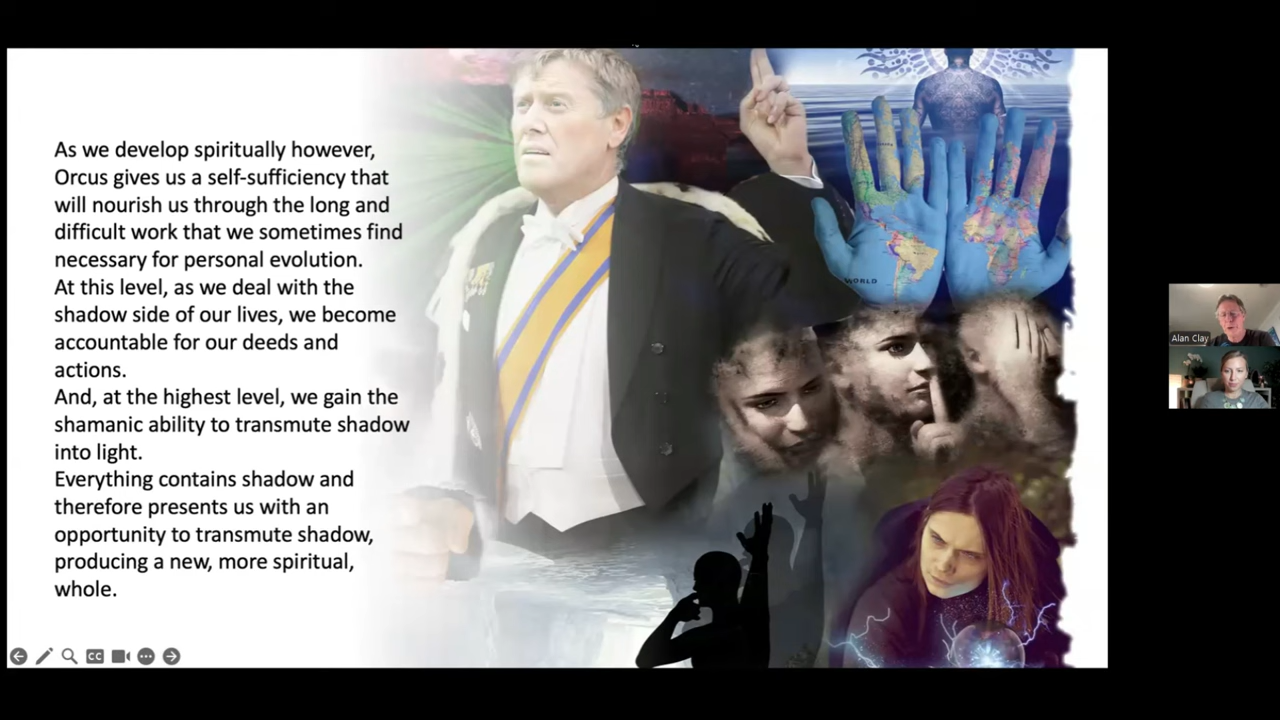 As we develop spiritually however,
Orcus gives us a self-sufficiency that
will nourish us through the long and
difficult work that we sometimes find
necessary for personal evolution.
At this level, as we deal with the
shadow side of our lives, we become
accountable for our deeds and
actions.
And, at the highest level, we gain the
shamanic ability to transmute shadow
into light.
Everything contains shadow and
therefore presents us with an
opportunity to transmute shadow,
producing a new, more spiritual,
whole.
WORLD
Alan Clay
CC